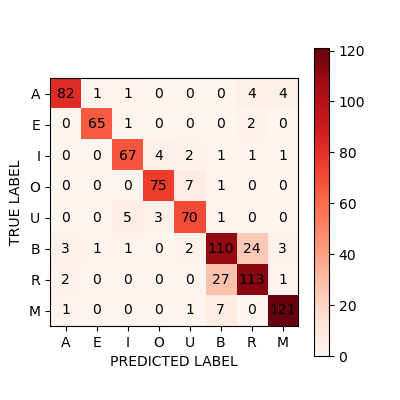 A 82 1 1 0 0 0 4 4
E 0 65 1 0 0 0 2 0
I 0 0 67 4 2 1 1 1
O 0 0 0 75 7 1 0 0
U 0 0 5 3 70 1 0 0
B 3 1 1 0 2 110 24 3
R 2 0 0 0 0 27 113 1
M 1 0 0 0 1 7 0 121
A E I O U B R M
PREDICTED LABEL
TRUE LABEL
120
100
80
60
40
20
0